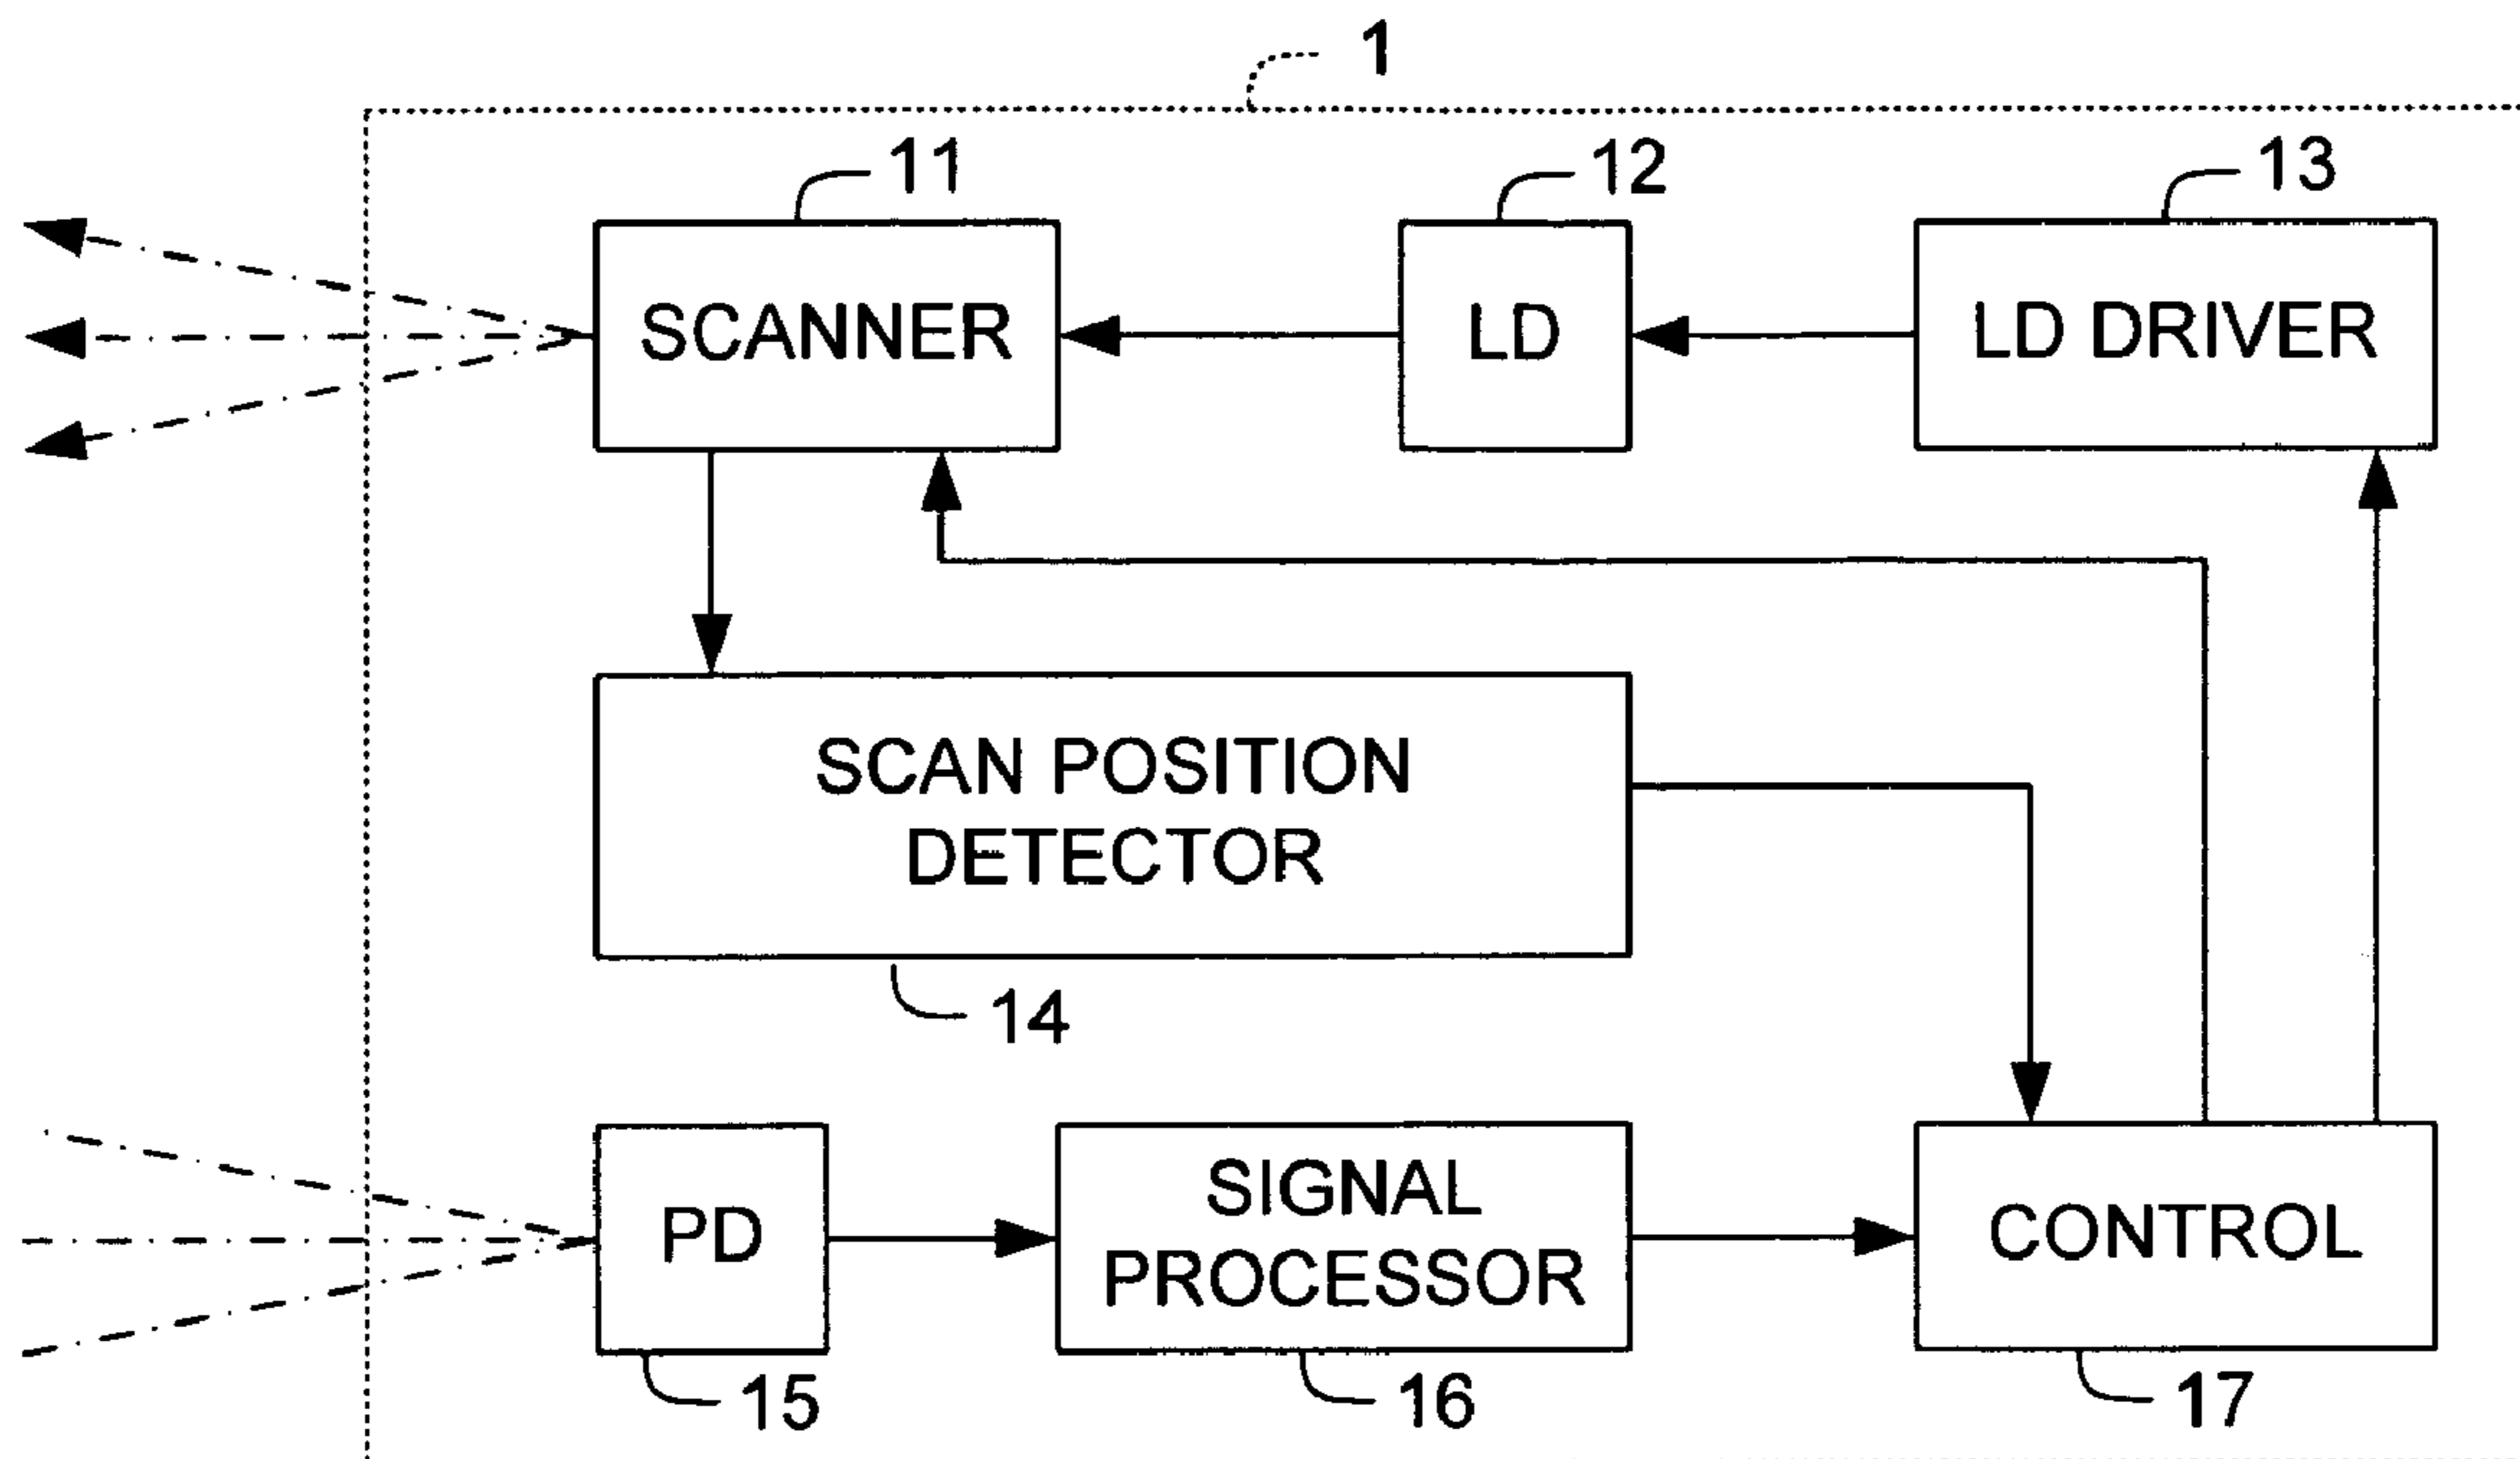 1
11
12
13
SCANNER
LD
LD DRIVER
SCAN POSITION
DETECTOR
14
PD
SIGNAL
PROCESSOR
CONTROL
15
16
17